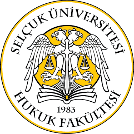 SELÇUK ÜNİVERSİTESİ
1983
HUKUK FAKÜLTESİ